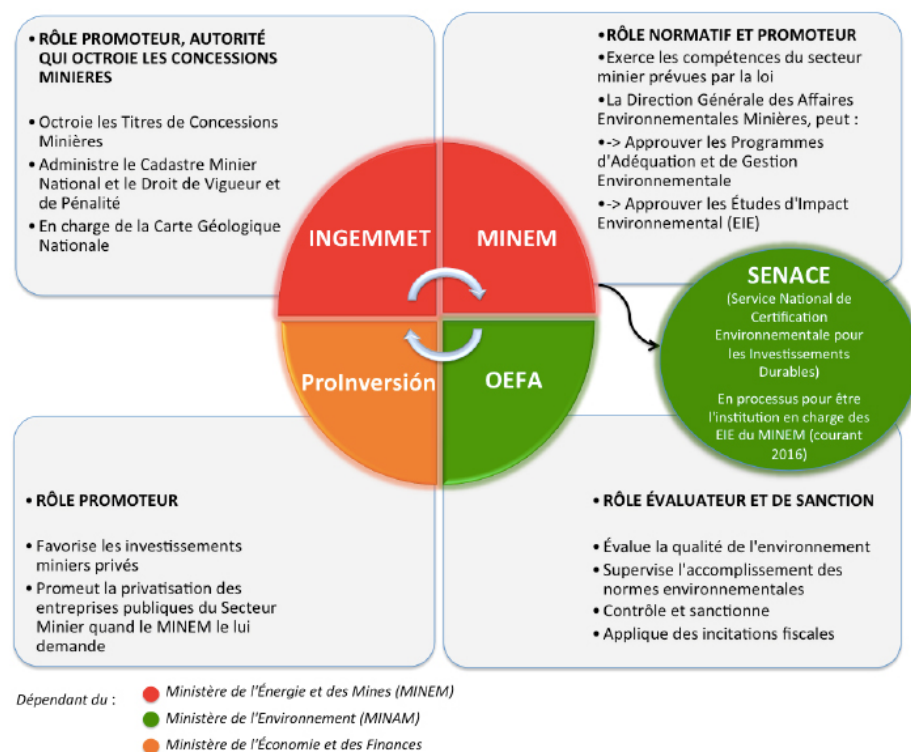 • RÔLE PROMOTEUR, AUTORITÉ
QUI OCTROIE LES CONCESSIONS
MINIERES
• Octroie les Titres de Concessions
Minières
• Administre le Cadastre Minier
National et le Droit de Vigueur et
de Pénalité
• En charge de la Carte Géologique
Nationale
• RÔLE NORMATIF ET PROMOTEUR
• Exerce les compétences du secteur
minier prévues par la loi
• La Direction Générale des Affaires
Environnementales Minières, peut :
• -> Approuver les Programmes
d'Adéquation et de Gestion
Environnementale
• -> Approuver les Études d'Impact
Environnemental (EIE)
INGEMMET
MINEM
ProInversión
OEFA
SENACE
(Service National de
Certification
Environnementale pour
les Investissements
Durables)
En processus pour être
l'institution en charge des
EIE du MINEM (courant
2016)
• RÔLE PROMOTEUR
• Favorise les investissements
miniers privés
• Promeut la privatisation des
entreprises publiques du Secteur
Minier quand le MINEM le lui
demande
• RÔLE ÉVALUATEUR ET DE SANCTION
• Évalue la qualité de l'environnement
• Supervise l'accomplissement des
normes environnementales
• Contrôle et sanctionne
• Applique des incitations fiscales
Dépendant du :
Ministère de l'Énergie et des Mines (MINEM)
Ministère de l'Environnement (MINAM)
Ministère de l'Économie et des Finances